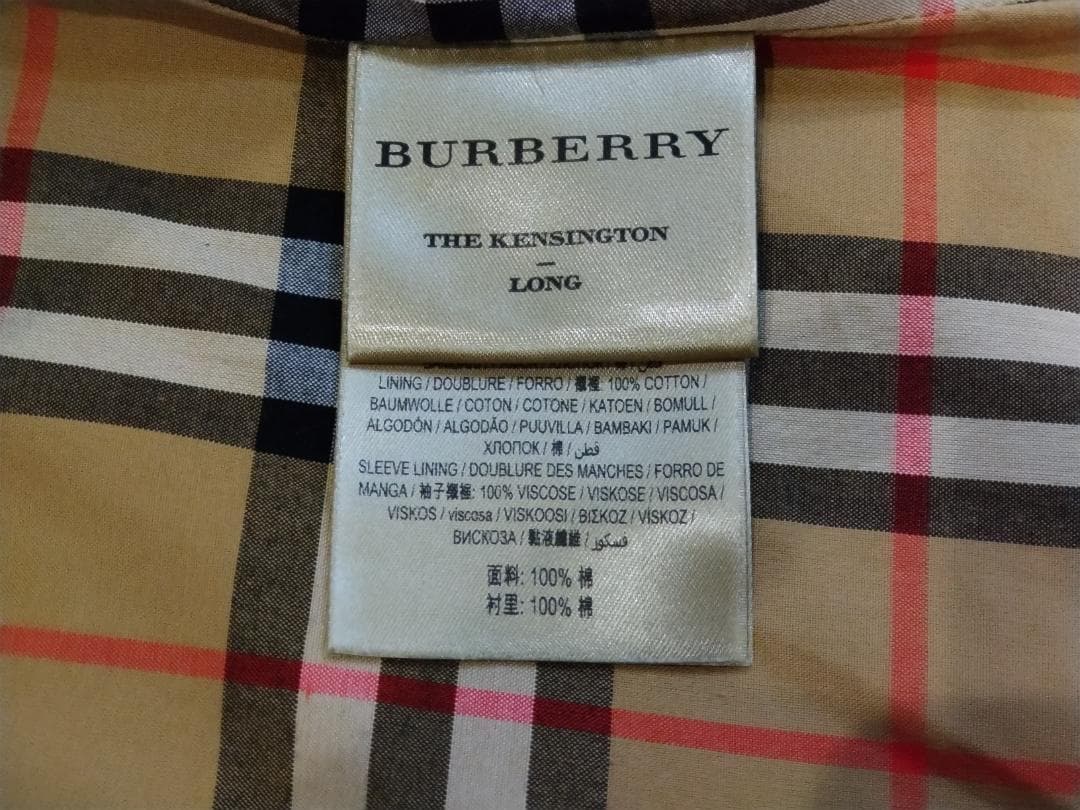 BURBERRY
THE KENSINGTON
–
LONG
LINING / DOUBLURE / FORRO / 襯裡: 100% COTTON /
BAUMWOLLE / COTON / COTONE / KATOEN / BOMULL /
ALGODÓN / ALGODÃO / PUUVILLA / BAMBAKI / PAMUK /
ХЛОПОК / 棉 / قطن
SLEEVE LINING / DOUBLURE DES MANCHES / FORRO DE
MANGA / 袖子襯裡: 100% VISCOSE / VISKOSE / VISCOSA /
VISKOS / viscosa / VISKOOSI / ΒΙΣΚΟΖ / VİSKOZ /
ВИСКОЗА / 黏液纖維 / فسكوز
面料: 100% 棉
衬里: 100% 棉